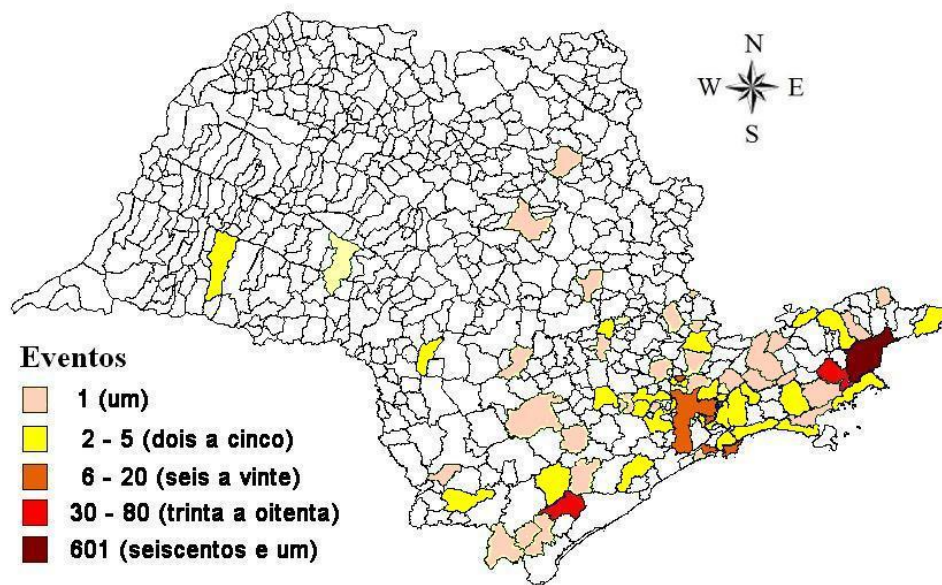 N
W E
S
Eventos
1 (um)
2 - 5 (dois a cinco)
6 - 20 (seis a vinte)
30 - 80 (trinta a oitenta)
601 (seiscentos e um)